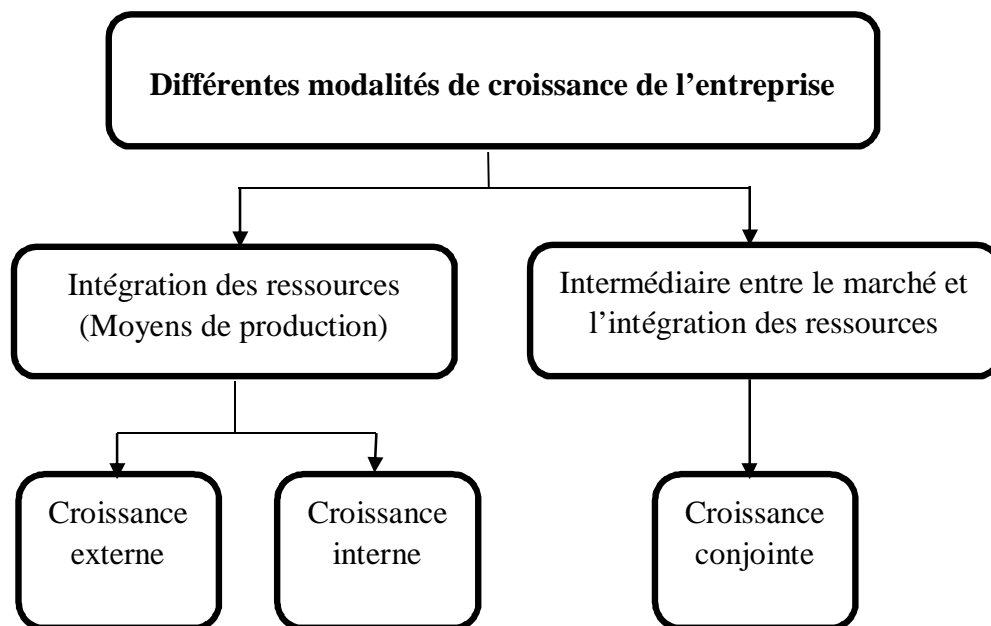 Différentes modalités de croissance de l’entreprise
Intégration des ressources
(Moyens de production)
Intermédiaire entre le marché et
l’intégration des ressources
Croissance
externe
Croissance
interne
Croissance
conjointe